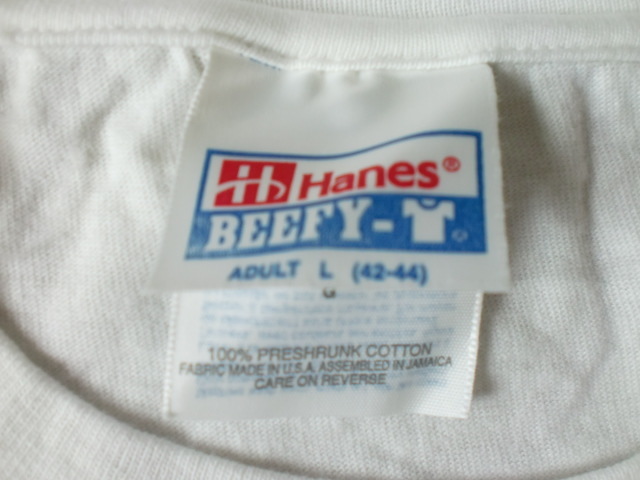 Hanes®
BEEFY-T
ADULT L (42-44)
G
100% PRESHRUNK COTTON
FABRIC MADE IN U.S.A. ASSEMBLED IN JAMAICA
CARE ON REVERSE